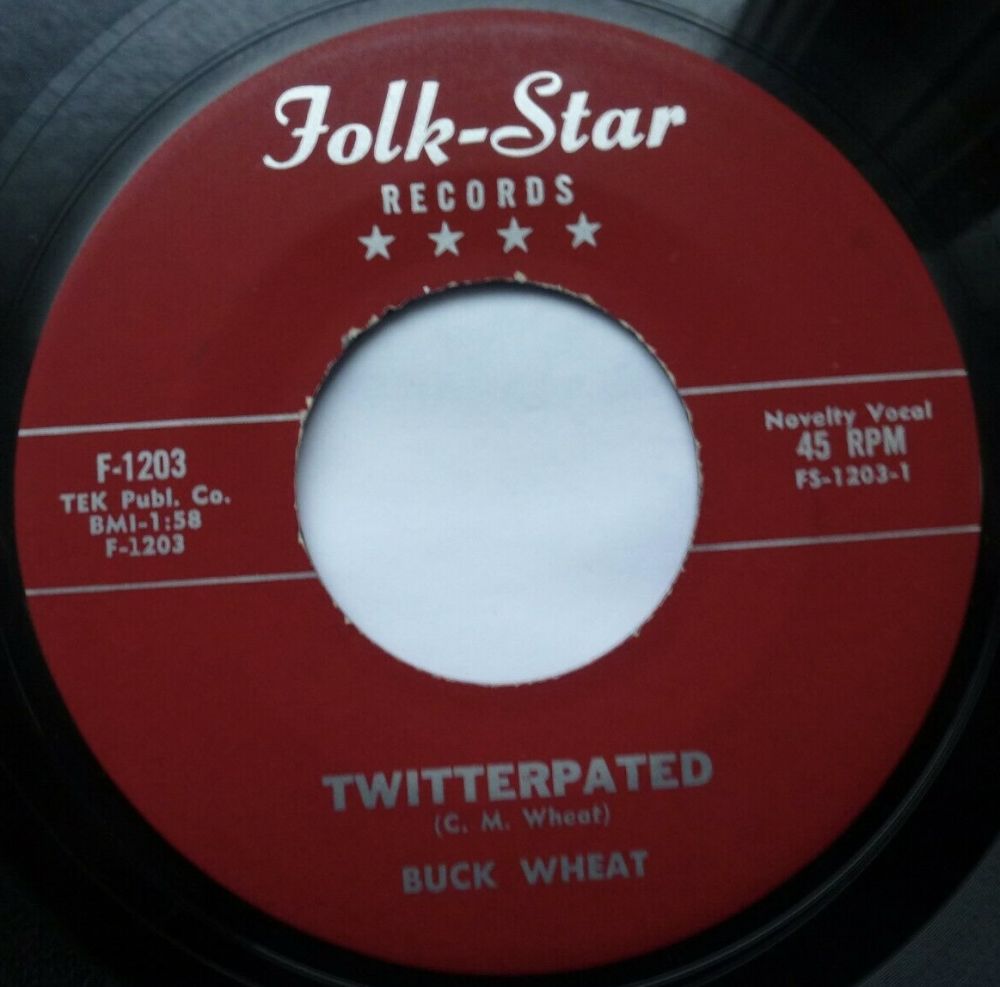 Folk-Star
RECORDS
F-1203
TEK Publ. Co.
BMI-1:58
F-1203
Novelty Vocal
45 RPM
FS-1203-1
TWITTERPATED
(C. M. Wheat)
BUCK WHEAT